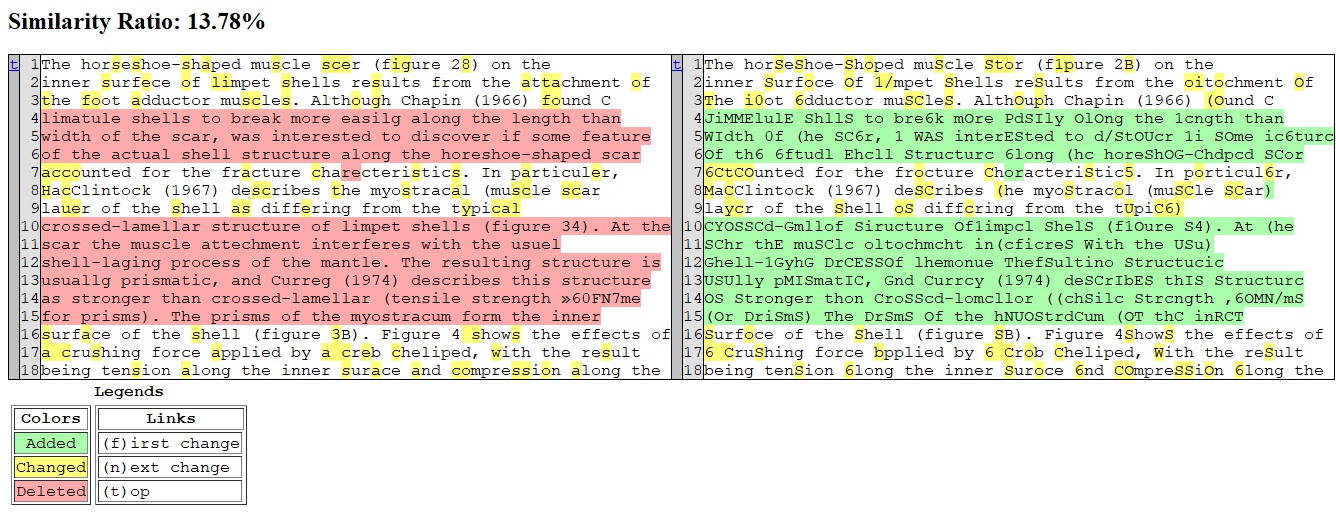 Similarity Ratio: 13.78%
t 1 The horseshoe-shaped muscle scer (figure 28) on the
2 inner surfece of limpet shells results from the attachment of
3 the foot adductor muscles. Although Chapin (1966) found C
4 limatule shells to break more easilg along the length than
5 width of the scar, was interested to discover if some feature
6 of the actual shell structure along the horeshoe-shaped scar
7 accounted for the fracture charecteristics. In particuler,
8 HacClintock (1967) describes the myostracal (muscle scar
9 lauer of the shell as differing from the typical
10 crossed-lamellar structure of limpet shells (figure 34). At the
11 scar the muscle attechment interferes with the usuel
12 shell-laging process of the mantle. The resulting structure is
13 usuallg prismatic, and Curreg (1974) describes this structure
14 as stronger than crossed-lamellar (tensile strength »60FN7me
15 for prisms). The prisms of the myostracum form the inner
16 surface of the shell (figure 3B). Figure 4 shows the effects of
17 a crushing force applied by a creb cheliped, with the result
18 being tension along the inner surace and compression along the
t 1 The horSeShoe-Shoped muScle Stor (f1pure 2B) on the
2 inner Surfoce Of 1/mpet Shells reSults from the oitochment Of
3 The i0ot 6dductor muSCleS. AlthOuph Chapin (1966) (Ound C
4 JiMMElulE ShllS to bre6k mOre PdSIly OlOng the 1cngth than
5 WIdth 0f (he SC6r, 1 WAS interEStEd to d/StOUcr 1i SOme ic6turc
6 Of th6 6ftudl Ehcll Structurc 6long (hc horeShOG-Chdpcd SCor
7 6CtCOunted for the frocture ChoracteriStic5. In porticul6r,
8 MaCClintock (1967) deSCribes (he myoStracol (muSCle SCar)
9 laycr of the Shell oS diffcring from the tUpiC6)
10 CYOSSCd-Gmllof Siructure Of1impcl ShelS (f1Oure S4). At (he
11 SChr thE muSClc oltochmcht in(cficreS With the USu)
12 Ghell-1GyhG DrCESSOf lhemonue ThefSultino Structucic
13 USUlly pMISmatIC, Gnd Currcy (1974) deSCrIbES thIS Structurc
14 OS Stronger thon CroSScd-lomcllor ((chSilc Strcngth ,6OMN/mS
15 (Or DriSmS) The DrSmS Of the hNUOStrdCum (OT thC inRCT
16 Surfoce of the Shell (figure SB). Figure 4ShowS the effects of
17 6 CruShing force bpplied by 6 Crob Cheliped, With the reSult
18 being tenSion 6long the inner Suroce 6nd COmpreSSiOn 6long the
Legends
Colors
Added
Changed
Deleted
Links
(f)irst change
(n)ext change
(t)op